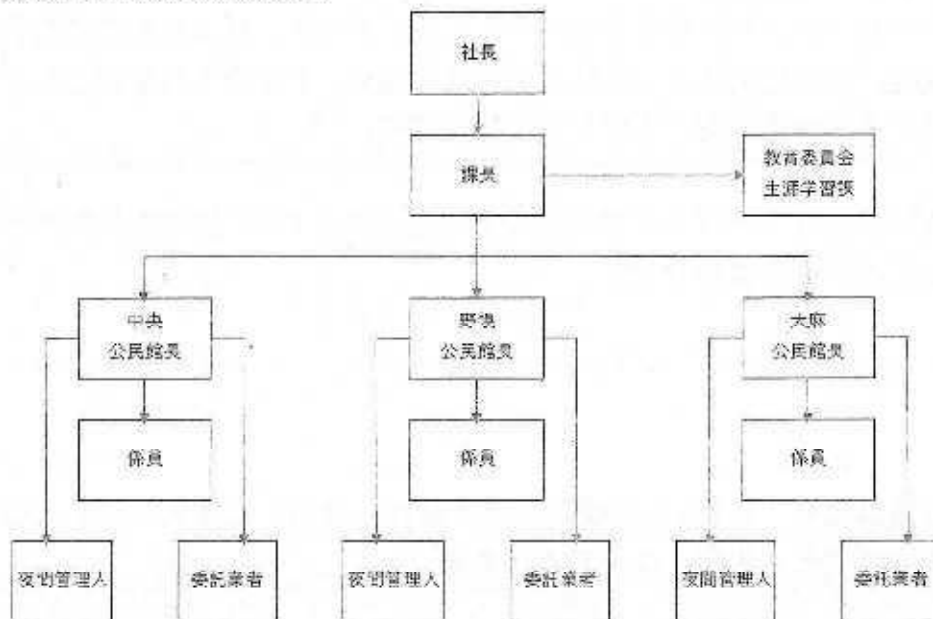 社長
課長
教育委員会
生涯学習課
中央
公民館長
野幌
公民館長
大麻
公民館長
係員
係員
係員
夜間管理人
委託業者
夜間管理人
委託業者
夜間管理人
委託業者